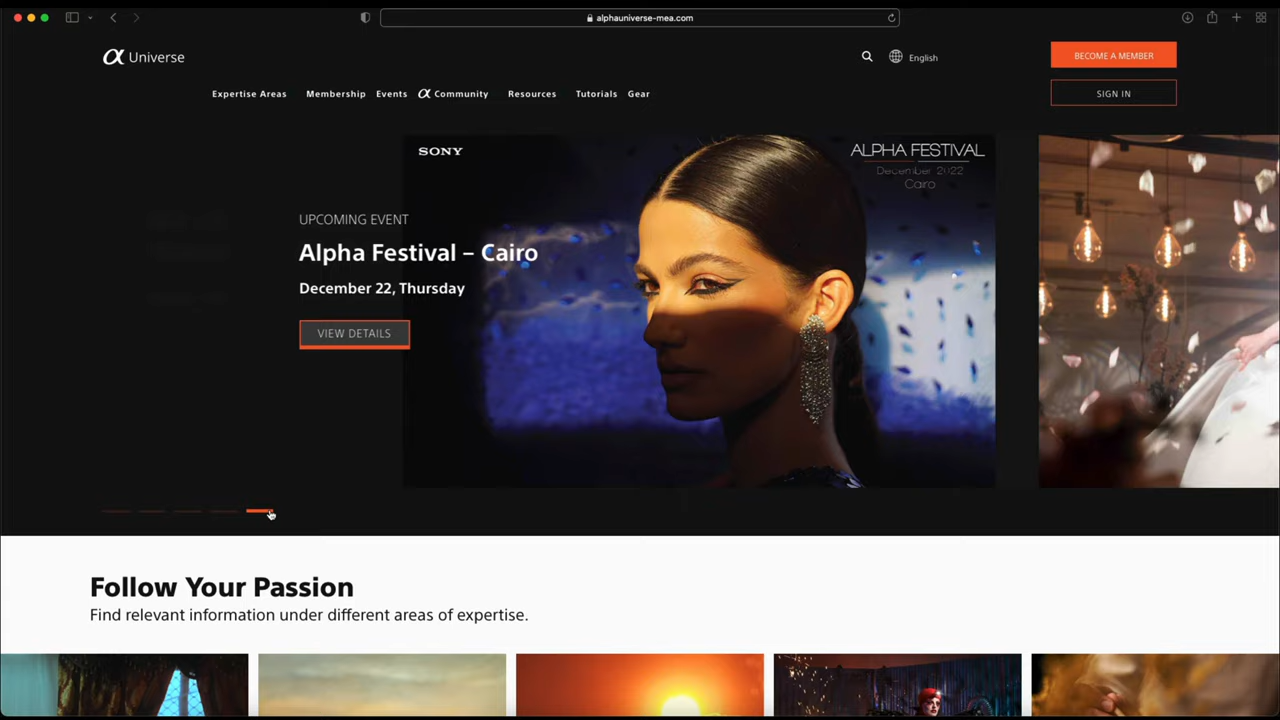 alphauniverse-mea.com
α Universe
English
BECOME A MEMBER
Expertise Areas Membership Events α Community Resources Tutorials Gear
SIGN IN
SONY
ALPHA FESTIVAL
December 2022
Cairo
UPCOMING EVENT
Alpha Festival – Cairo
December 22, Thursday
VIEW DETAILS
Follow Your Passion
Find relevant information under different areas of expertise.